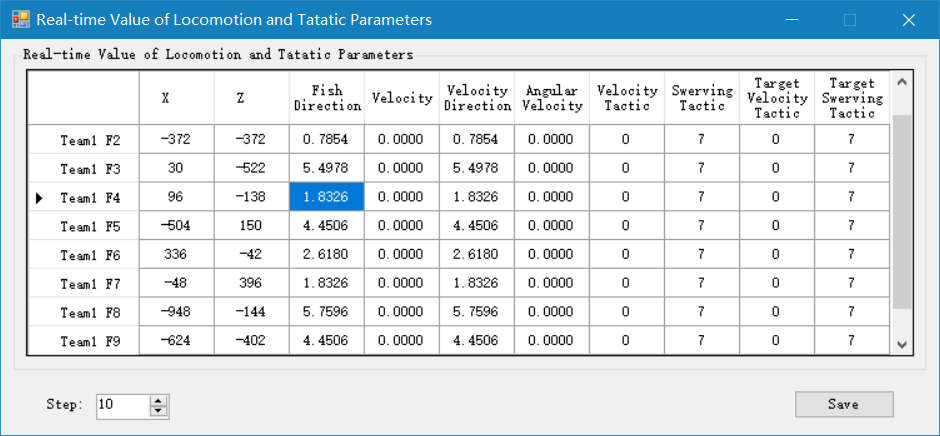 Real-time Value of Locomotion and Tatatic Parameters
Real-time Value of Locomotion and Tatatic Parameters
X Z Fish Direction Velocity Velocity Direction Angular Velocity Velocity Tactic Swerving Tactic Target Velocity Tactic Target Swerving Tactic
Team1 F2 -372 -372 0.7854 0.0000 0.7854 0.0000 0 7 0 7
Team1 F3 30 -522 5.4978 0.0000 5.4978 0.0000 0 7 0 7
Team1 F4 96 -138 1.8326 0.0000 1.8326 0.0000 0 7 0 7
Team1 F5 -504 150 4.4506 0.0000 4.4506 0.0000 0 7 0 7
Team1 F6 336 -42 2.6180 0.0000 2.6180 0.0000 0 7 0 7
Team1 F7 -48 396 1.8326 0.0000 1.8326 0.0000 0 7 0 7
Team1 F8 -948 -144 5.7596 0.0000 5.7596 0.0000 0 7 0 7
Team1 F9 -624 -402 4.4506 0.0000 4.4506 0.0000 0 7 0 7
Step: 10 Save